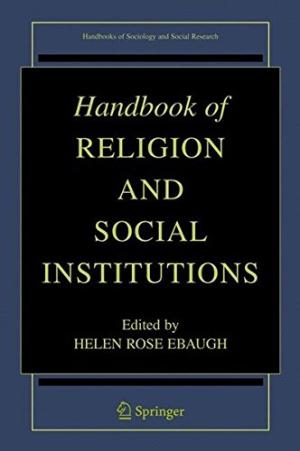 Handbooks of Sociology and Social Research
Handbook of
RELIGION
AND
SOCIAL
INSTITUTIONS
Edited by
HELEN ROSE EBAUGH
Springer